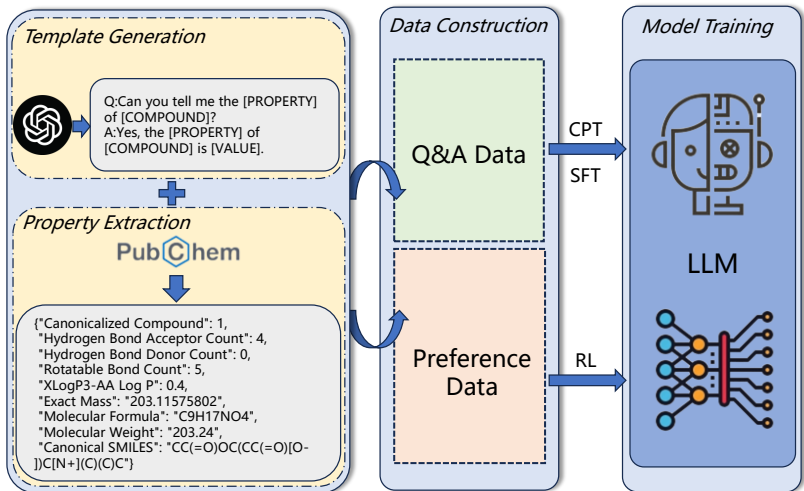 Template Generation
Q:Can you tell me the [PROPERTY]
of [COMPOUND]?
A:Yes, the [PROPERTY] of
[COMPOUND] is [VALUE].
Property Extraction
PubChem
{"Canonicalized Compound": 1,
"Hydrogen Bond Acceptor Count": 4,
"Hydrogen Bond Donor Count": 0,
"Rotatable Bond Count": 5,
"XLogP3-AA Log P": 0.4,
"Exact Mass": "203.11575802",
"Molecular Formula": "C9H17NO4",
"Molecular Weight": "203.24",
"Canonical SMILES": "CC(=O)OC(CC(=O)[O-
])C[N+](C)(C)C"}
Data Construction
Q&A Data
Preference
Data
CPT
SFT
RL
Model Training
LLM